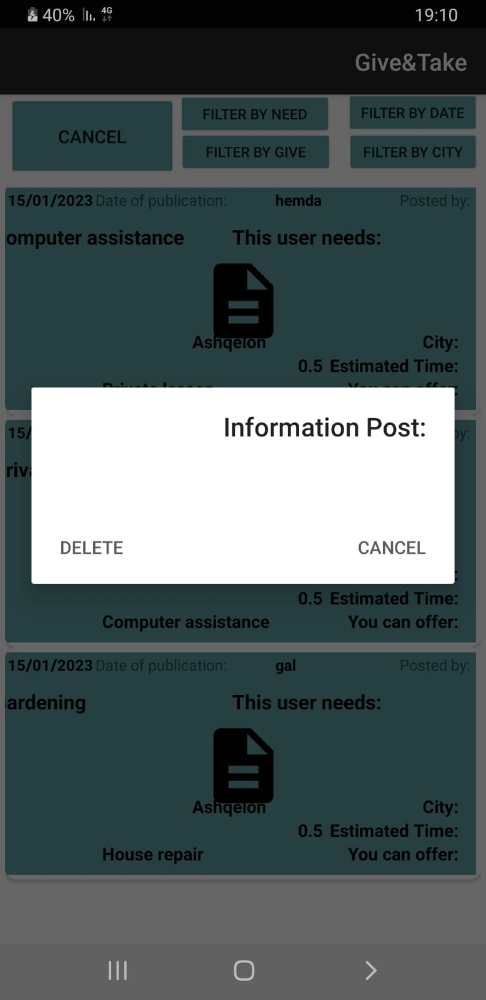 40% 4G 19:10
Give&Take
CANCEL
FILTER BY NEED
FILTER BY DATE
FILTER BY GIVE
FILTER BY CITY
15/01/2023 Date of publication: hemda Posted by:
omputer assistance This user needs:
Ashqelon City:
0.5 Estimated Time:
Private lesson You can offer:
15/ by:
riva
Information Post:
DELETE CANCEL
0.5 Estimated Time:
Computer assistance You can offer:
15/01/2023 Date of publication: gal Posted by:
ardening This user needs:
Ashqelon City:
0.5 Estimated Time:
House repair You can offer: